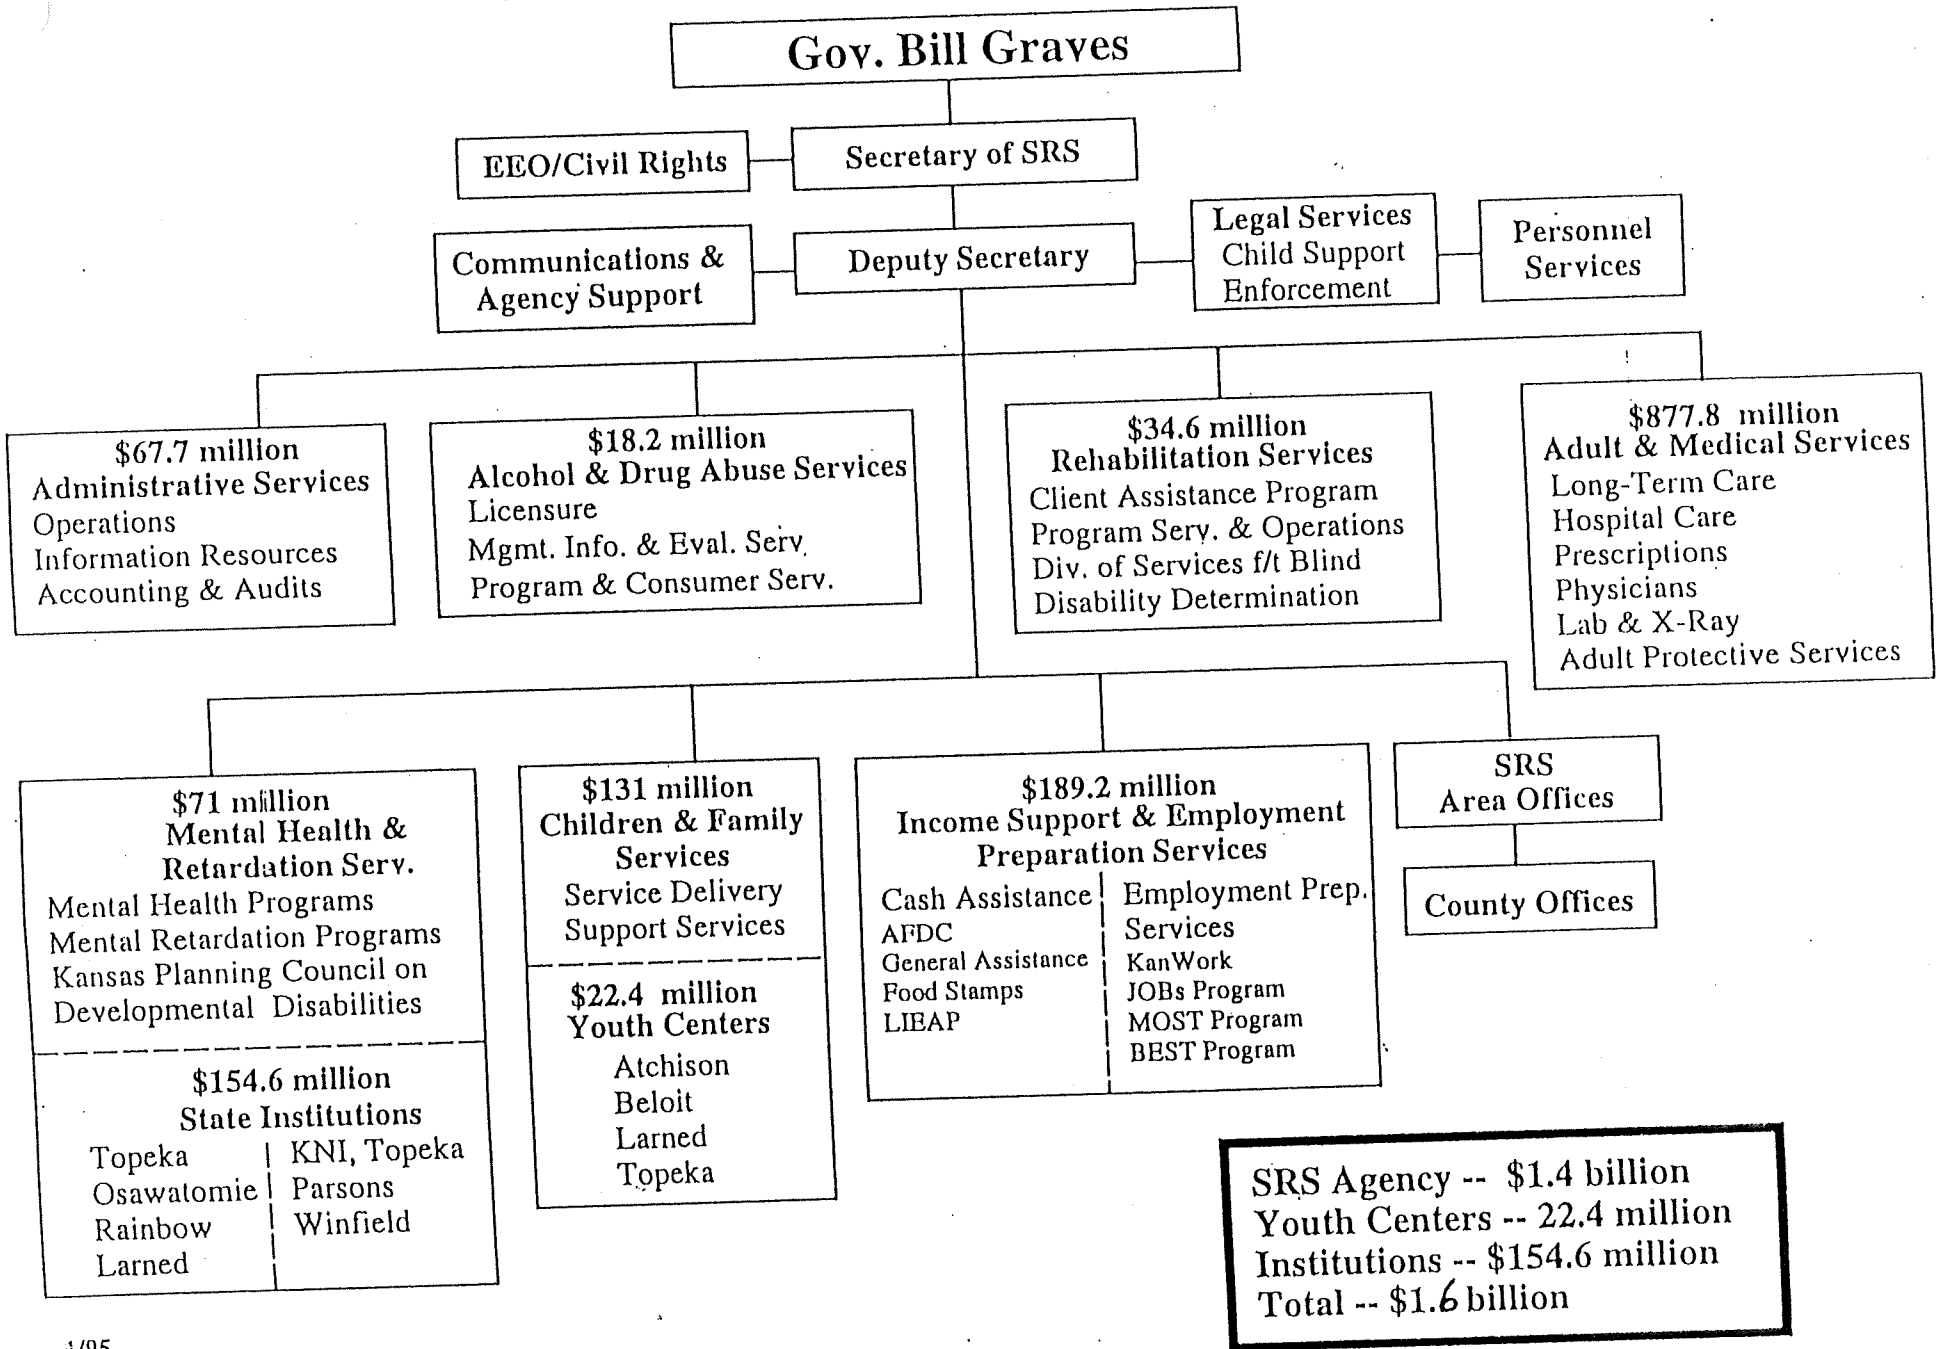 Gov. Bill Graves
EEO/Civil Rights
Secretary of SRS
Communications &
Agency Support
Deputy Secretary
Legal Services
Child Support
Enforcement
Personnel
Services
$67.7 million
Administrative Services
Operations
Information Resources
Accounting & Audits
$18.2 million
Alcohol & Drug Abuse Services
Licensure
Mgmt. Info. & Eval. Serv.
Program & Consumer Serv.
$34.6 million
Rehabilitation Services
Client Assistance Program
Program Serv. & Operations
Div. of Services f/t Blind
Disability Determination
$877.8 million
Adult & Medical Services
Long-Term Care
Hospital Care
Prescriptions
Physicians
Lab & X-Ray
Adult Protective Services
$71 million
Mental Health &
Retardation Serv.
Mental Health Programs
Mental Retardation Programs
Kansas Planning Council on
Developmental Disabilities
$154.6 million
State Institutions
Topeka
Osawatomie
Rainbow
Larned
KNI, Topeka
Parsons
Winfield
$131 million
Children & Family
Services
Service Delivery
Support Services
$22.4 million
Youth Centers
Atchison
Beloit
Larned
Topeka
$189.2 million
Income Support & Employment
Preparation Services
Cash Assistance
AFDC
General Assistance
Food Stamps
LIEAP
Employment Prep.
Services
KanWork
JOBs Program
MOST Program
BEST Program
SRS
Area Offices
County Offices
SRS Agency -- $1.4 billion
Youth Centers -- 22.4 million
Institutions -- $154.6 million
Total -- $1.6 billion